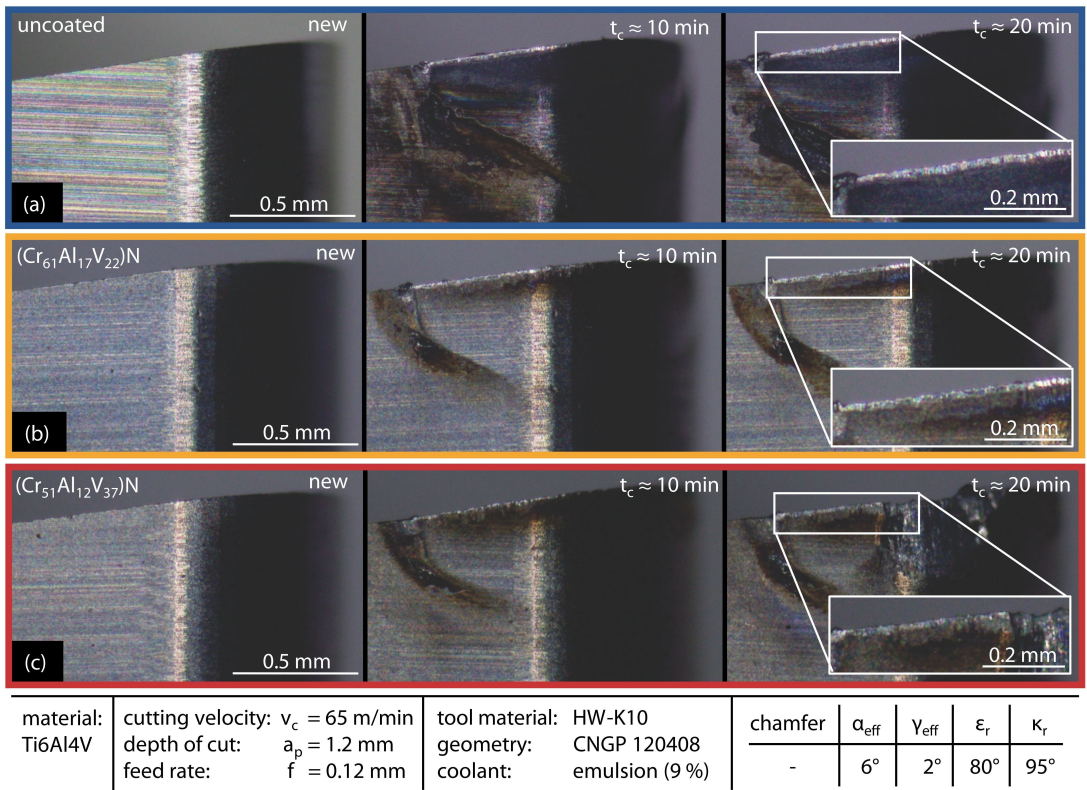 uncoated new t_c ≈ 10 min t_c ≈ 20 min
0.5 mm 0.2 mm
(a)
(Cr₆₁Al₁₇V₂₂)N new t_c ≈ 10 min t_c ≈ 20 min
0.5 mm 0.2 mm
(b)
(Cr₅₁Al₁₂V₃₇)N new t_c ≈ 10 min t_c ≈ 20 min
0.5 mm 0.2 mm
(c)
material: cutting velocity: v_c = 65 m/min tool material: HW-K10 chamfer α_eff γ_eff ε_r κ_r
Ti6Al4V depth of cut: a_p = 1.2 mm geometry: CNGP 120408
feed rate: f = 0.12 mm coolant: emulsion (9 %) - 6° 2° 80° 95°